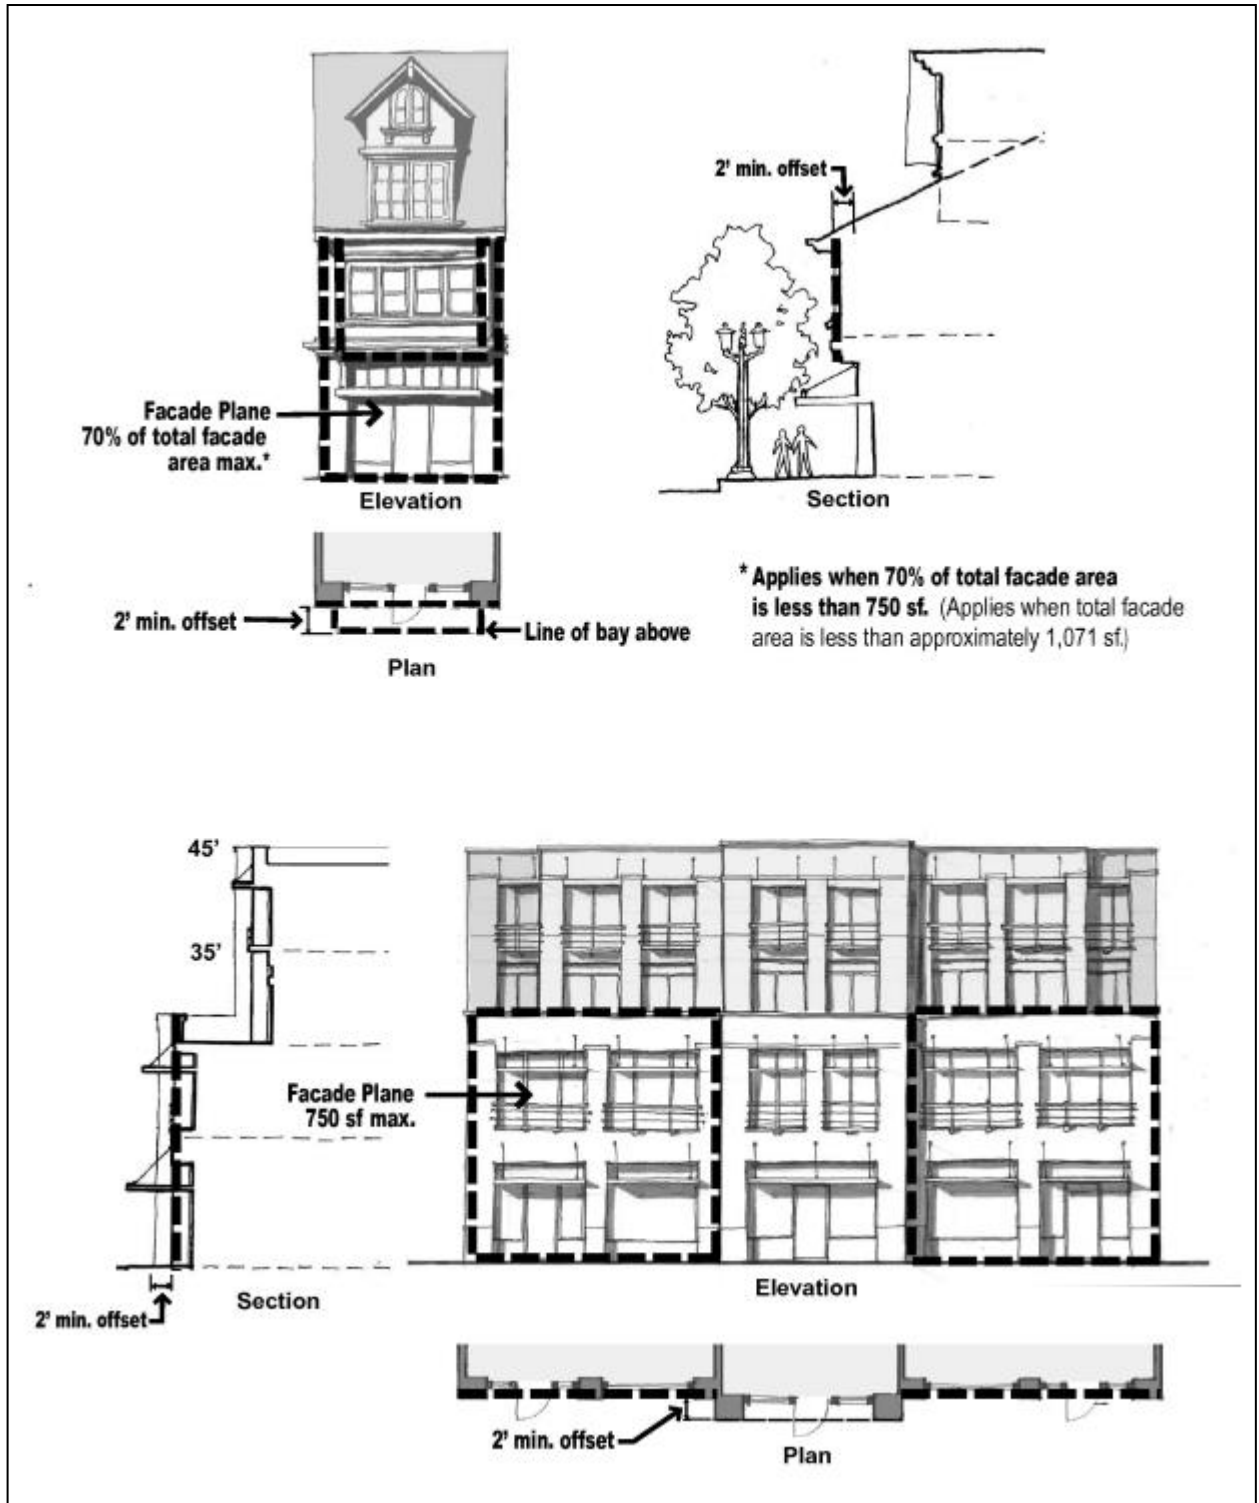 2' min. offset
Facade Plane
70% of total facade
area max.*
Elevation
Section
2' min. offset
Line of bay above
Plan
* Applies when 70% of total facade area
is less than 750 sf. (Applies when total facade
area is less than approximately 1,071 sf.)
45'
35'
Facade Plane
750 sf max.
Elevation
Section
2' min. offset
2' min. offset
Plan